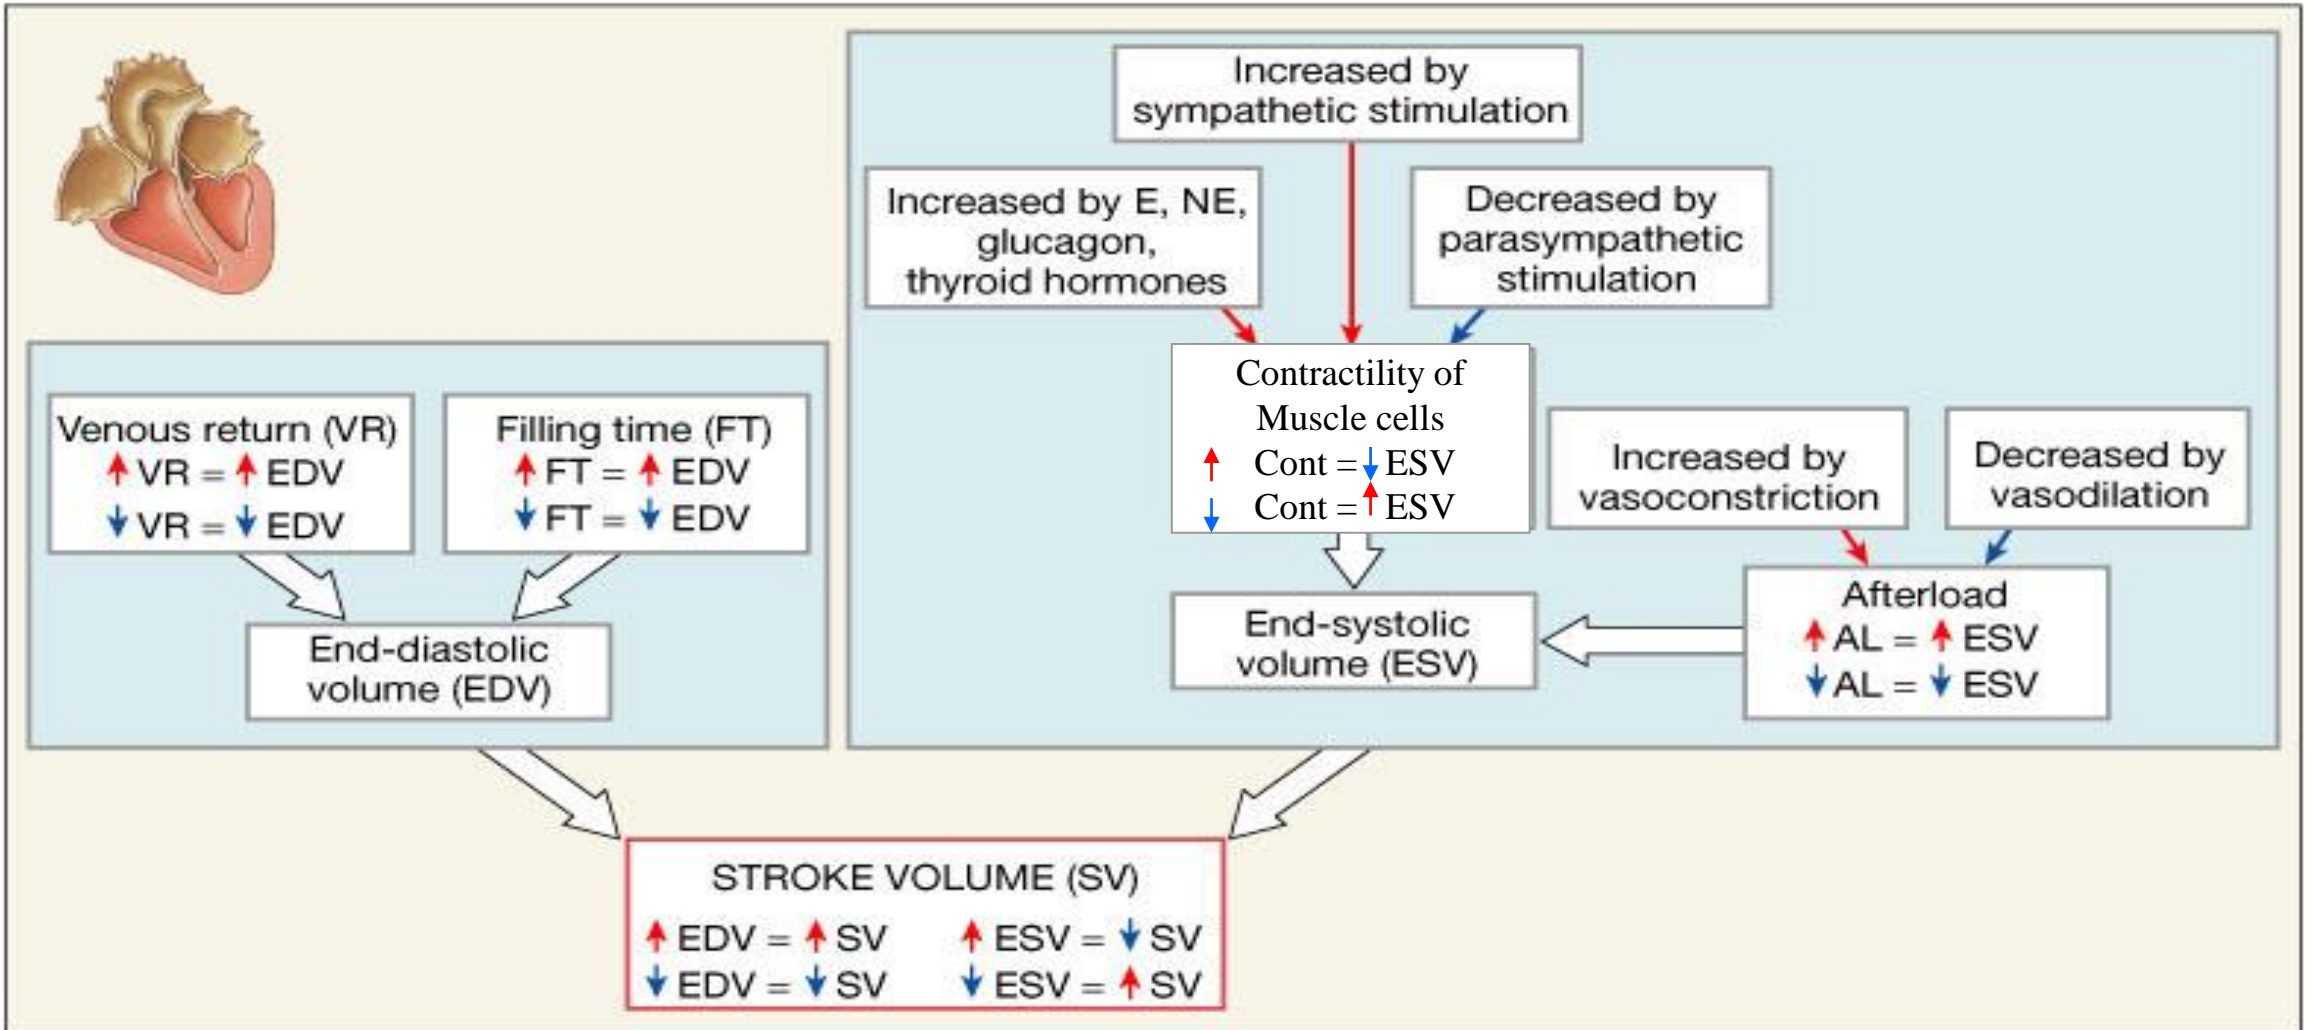 Increased by
sympathetic stimulation
Increased by E, NE,
glucagon,
thyroid hormones
Decreased by
parasympathetic
stimulation
Contractility of
Muscle cells
↑ Cont = ↓ ESV
↓ Cont = ↑ ESV
Venous return (VR)
↑ VR = ↑ EDV
↓ VR = ↓ EDV
Filling time (FT)
↑ FT = ↑ EDV
↓ FT = ↓ EDV
Increased by
vasoconstriction
Decreased by
vasodilation
End-diastolic
volume (EDV)
End-systolic
volume (ESV)
Afterload
↑ AL = ↑ ESV
↓ AL = ↓ ESV
STROKE VOLUME (SV)
↑ EDV = ↑ SV ↑ ESV = ↓ SV
↓ EDV = ↓ SV ↓ ESV = ↑ SV